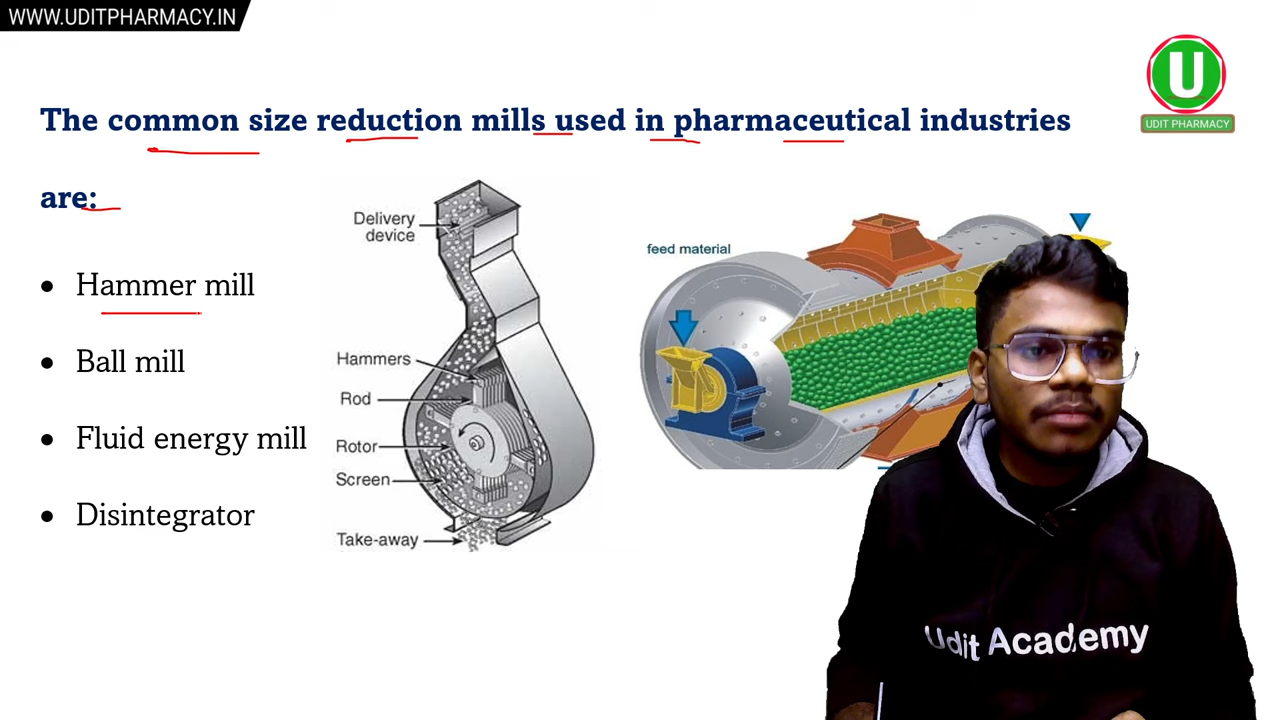 WWW.UDITPHARMACY.IN
U
UDIT PHARMACY
The common size reduction mills used in pharmaceutical industries
are:
• Hammer mill
• Ball mill
• Fluid energy mill
• Disintegrator
Delivery
device
Hammers
Rod
Rotor
Screen
Take-away
feed material
Udit Academy